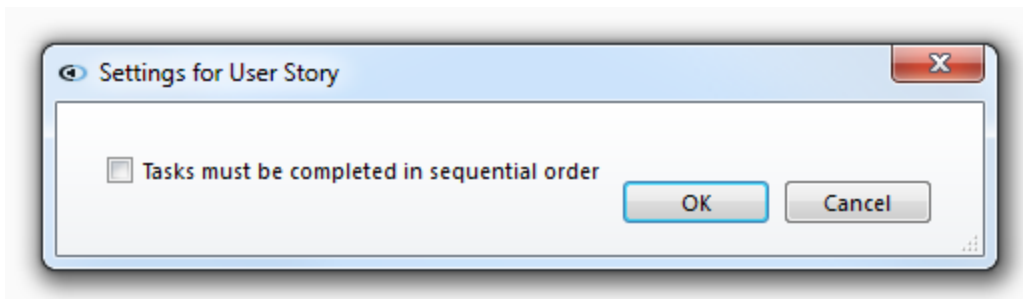 Settings for User Story
Tasks must be completed in sequential order
OK
Cancel